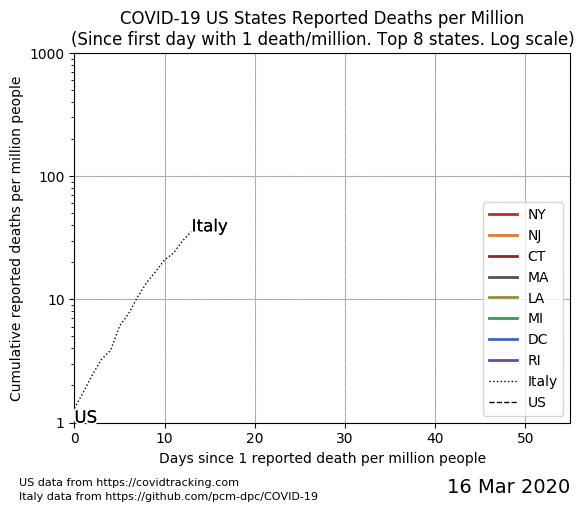 COVID-19 US States Reported Deaths per Million
(Since first day with 1 death/million. Top 8 states. Log scale)
Cumulative reported deaths per million people
1000
100
10
1
Italy
US
NY
NJ
CT
MA
LA
MI
DC
RI
Italy
US
0 10 20 30 40 50
Days since 1 reported death per million people
US data from https://covidtracking.com
Italy data from https://github.com/pcm-dpc/COVID-19
16 Mar 2020